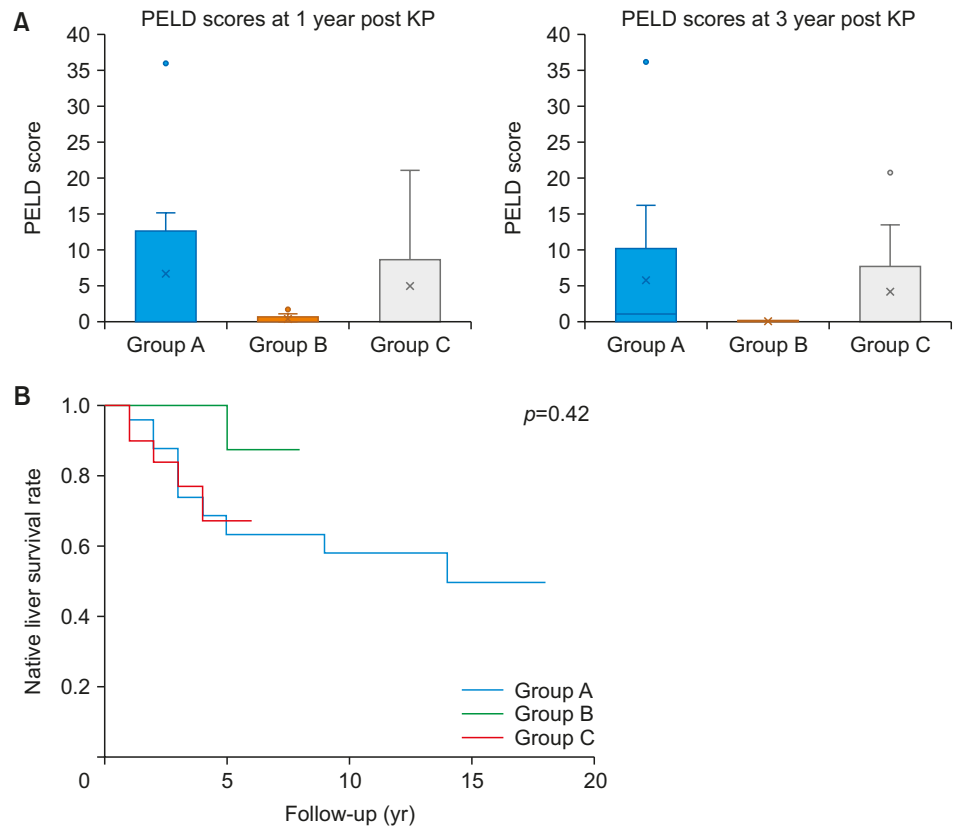 A
PELD scores at 1 year post KP
40
35
30
25
20
15
10
5
0
PELD score
Group A
Group B
Group C
PELD scores at 3 year post KP
40
35
30
25
20
15
10
5
0
PELD score
Group A
Group B
Group C
B
p=0.42
1.0
0.8
0.6
0.4
0.2
Native liver survival rate
Group A
Group B
Group C
0
5
10
15
20
Follow-up (yr)